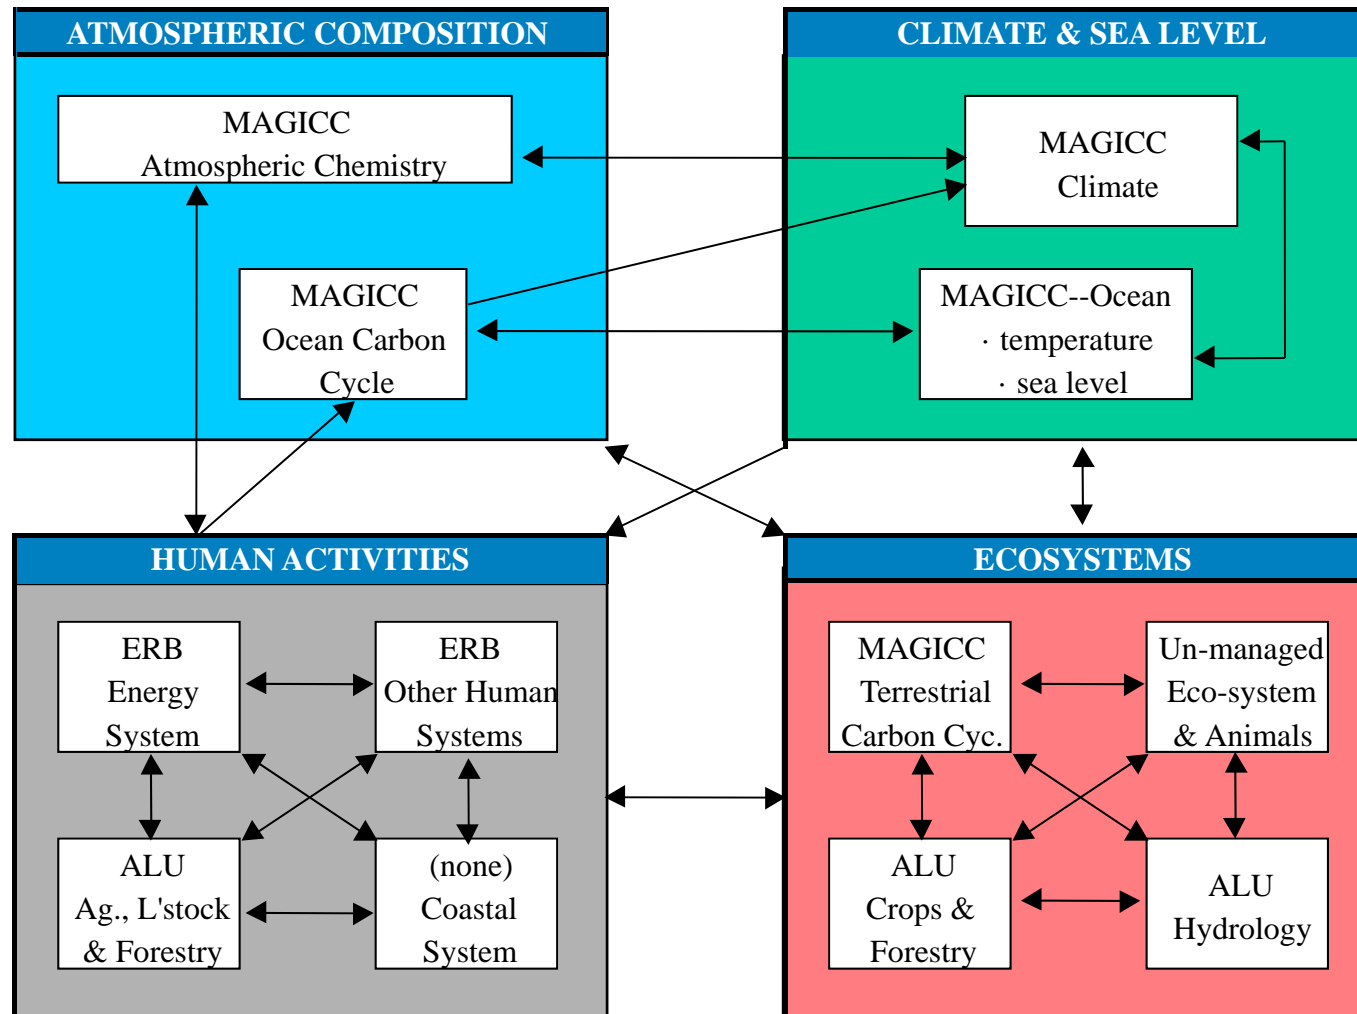 ATMOSPHERIC COMPOSITION
MAGICC
Atmospheric Chemistry
MAGICC
Ocean Carbon
Cycle
CLIMATE & SEA LEVEL
MAGICC
Climate
MAGICC--Ocean
· temperature
· sea level
HUMAN ACTIVITIES
ERB
Energy
System
ERB
Other Human
Systems
ALU
Ag., L'stock
& Forestry
(none)
Coastal
System
ECOSYSTEMS
MAGICC
Terrestrial
Carbon Cyc.
Un-managed
Eco-system
& Animals
ALU
Crops &
Forestry
ALU
Hydrology